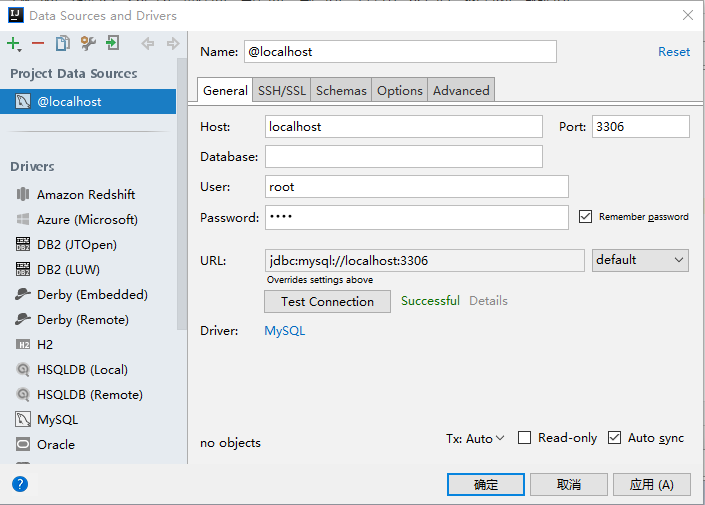 Data Sources and Drivers
Name: @localhost Reset
Project Data Sources
@localhost
General SSH/SSL Schemas Options Advanced
Host: localhost Port: 3306
Database:
User: root
Password: •••• Remember password
URL: jdbc:mysql://localhost:3306 default
Overrides settings above
Test Connection Successful Details
Driver: MySQL
Drivers
Amazon Redshift
Azure (Microsoft)
DB2 (JTOpen)
DB2 (LUW)
Derby (Embedded)
Derby (Remote)
H2
HSQLDB (Local)
HSQLDB (Remote)
MySQL
Oracle
no objects Tx: Auto Read-only Auto sync
? 确定 取消 应用 (A)